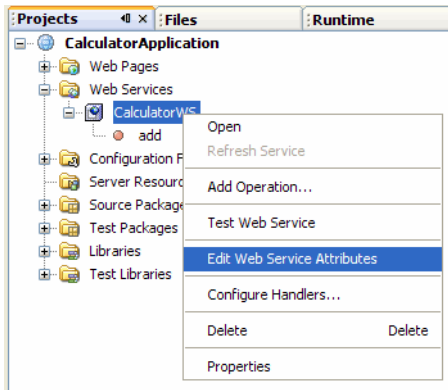 Projects
Files
Runtime
CalculatorApplication
Web Pages
Web Services
CalculatorWS
add
Configuration F
Server Resourc
Source Package
Test Packages
Libraries
Test Libraries
Open
Refresh Service
Add Operation...
Test Web Service
Edit Web Service Attributes
Configure Handlers...
Delete Delete
Properties